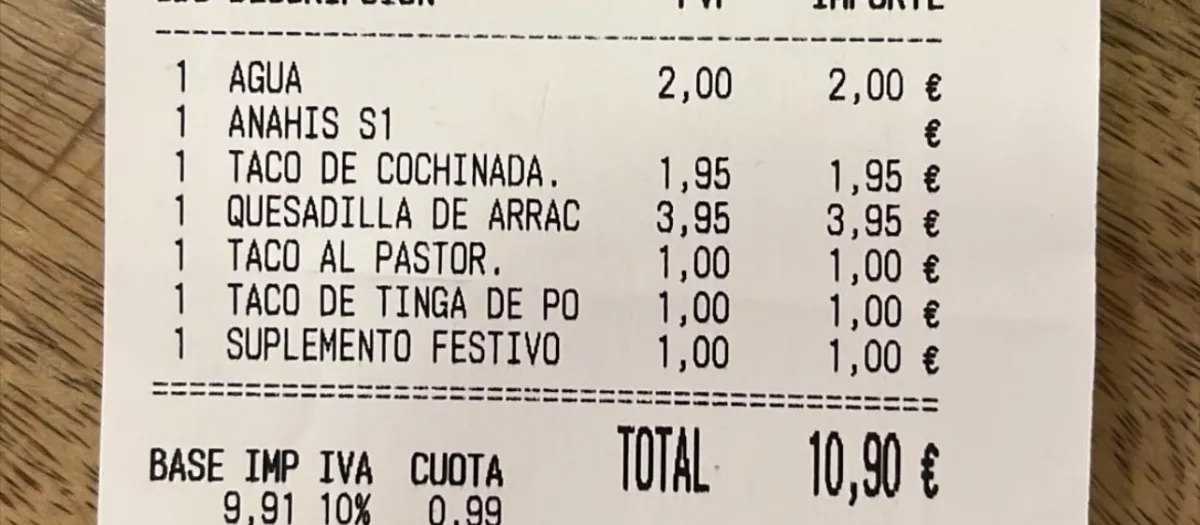 DESCRIPCION PVP IMPORTE
1 AGUA 2,00 2,00 €
1 ANAHIS S1 €
1 TACO DE COCHINADA. 1,95 1,95 €
1 QUESADILLA DE ARRAC 3,95 3,95 €
1 TACO AL PASTOR. 1,00 1,00 €
1 TACO DE TINGA DE PO 1,00 1,00 €
1 SUPLEMENTO FESTIVO 1,00 1,00 €
TOTAL 10,90 €
BASE IMP IVA CUOTA
9,91 10% 0,99